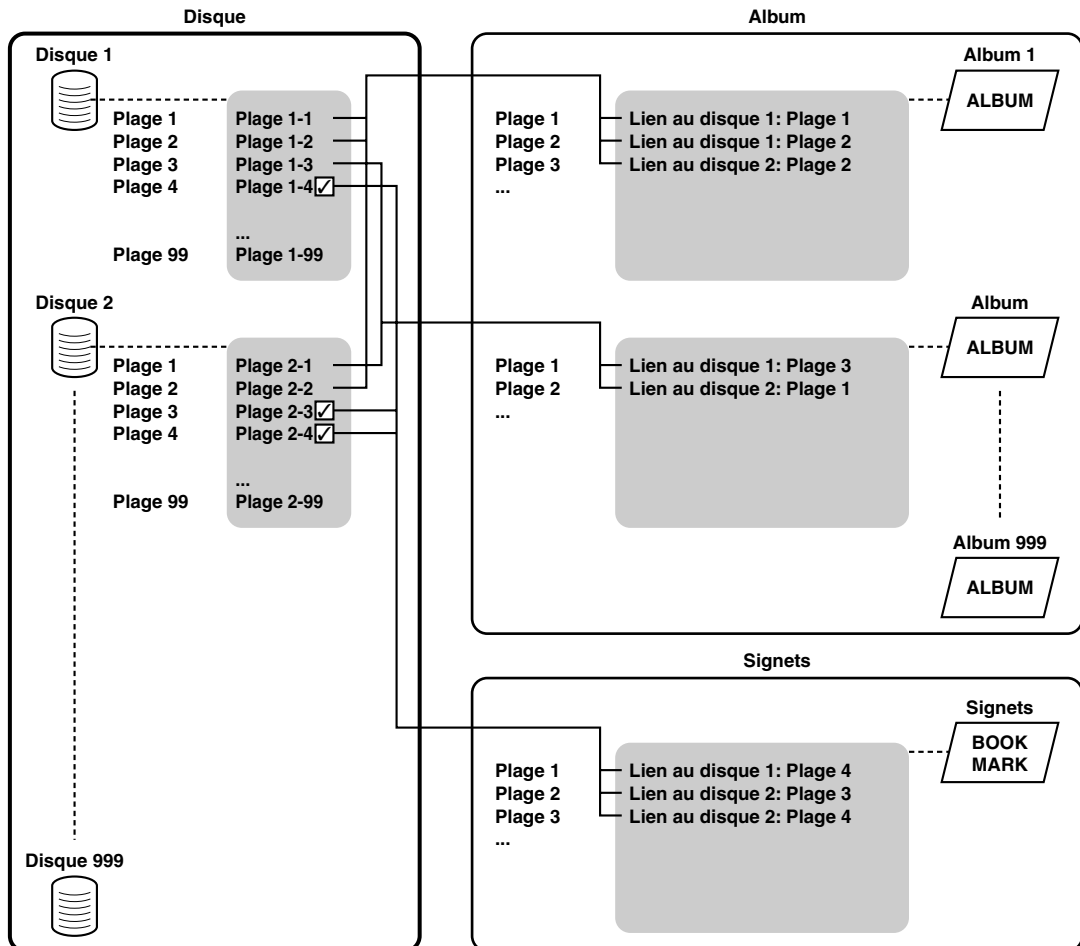 Disque
Disque 1
Plage 1 Plage 1-1
Plage 2 Plage 1-2
Plage 3 Plage 1-3
Plage 4 Plage 1-4
...
Plage 99 Plage 1-99
Disque 2
Plage 1 Plage 2-1
Plage 2 Plage 2-2
Plage 3 Plage 2-3
Plage 4 Plage 2-4
...
Plage 99 Plage 2-99
Disque 999
Album
Album 1
ALBUM
Plage 1 Lien au disque 1: Plage 1
Plage 2 Lien au disque 1: Plage 2
Plage 3 Lien au disque 2: Plage 2
...
Album
ALBUM
Plage 1 Lien au disque 1: Plage 3
Plage 2 Lien au disque 2: Plage 1
...
Album 999
ALBUM
Signets
Signets
BOOK
MARK
Plage 1 Lien au disque 1: Plage 4
Plage 2 Lien au disque 2: Plage 3
Plage 3 Lien au disque 2: Plage 4
...